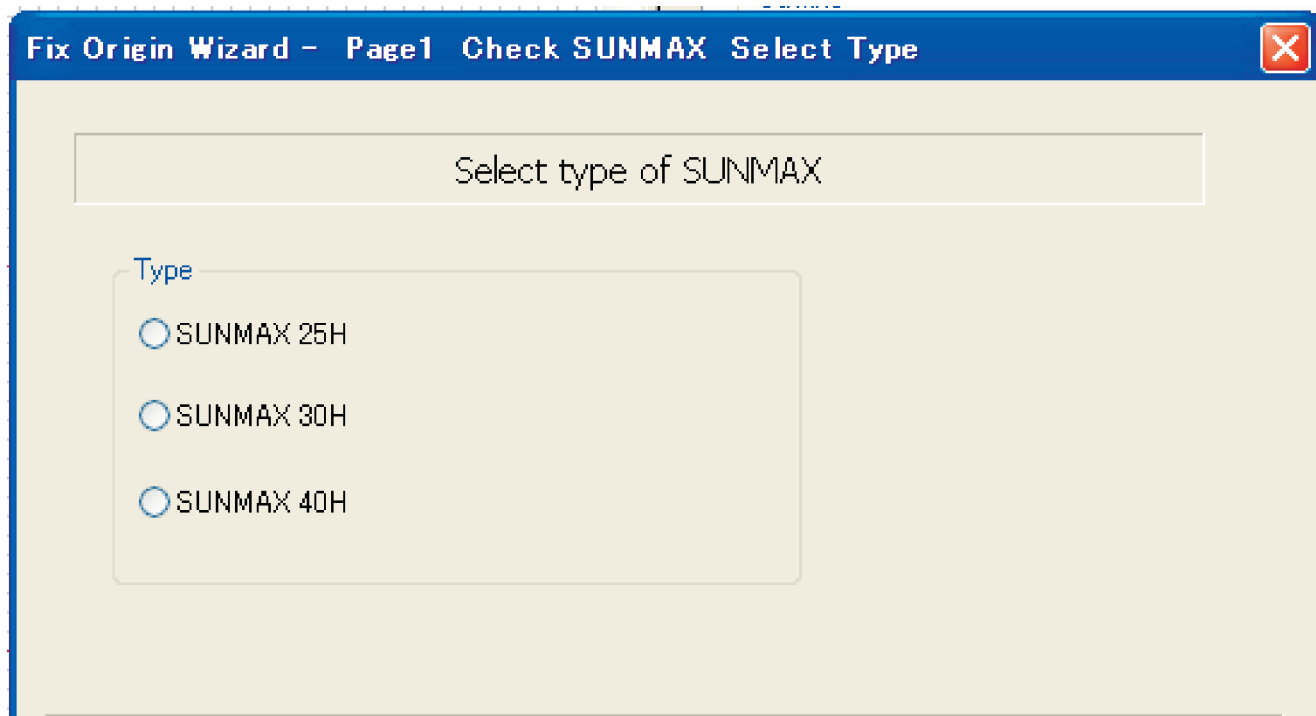 Fix Origin Wizard - Page1 Check SUNMAX Select Type
Select type of SUNMAX
Type
SUNMAX 25H
SUNMAX 30H
SUNMAX 40H